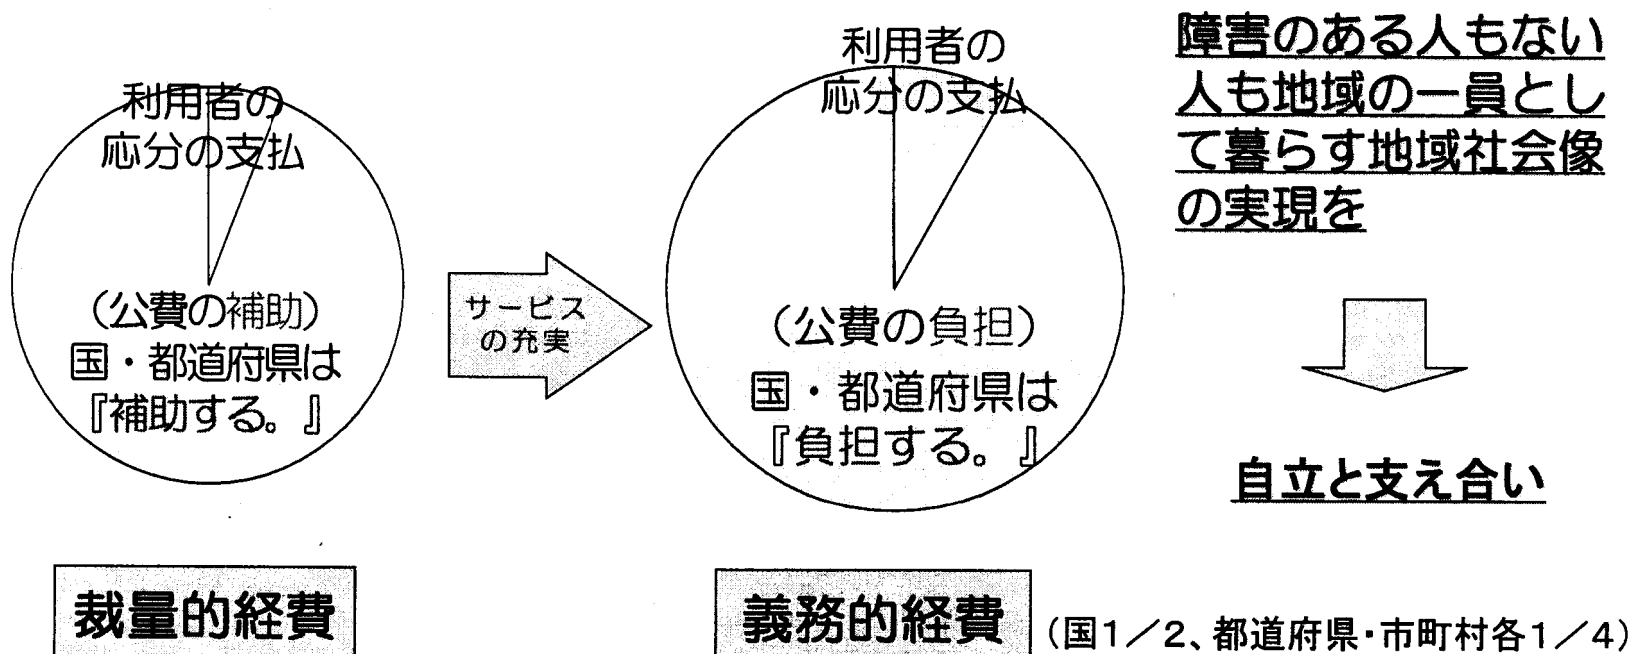 利用者の
応分の支払
（公費の補助）
国・都道府県は
『補助する。』
裁量的経費
サービス
の充実
利用者の
応分の支払
（公費の負担）
国・都道府県は
『負担する。』
義務的経費
（国1／2、都道府県・市町村各1／4）
障害のある人もない
人も地域の一員とし
て暮らす地域社会像
の実現を
自立と支え合い